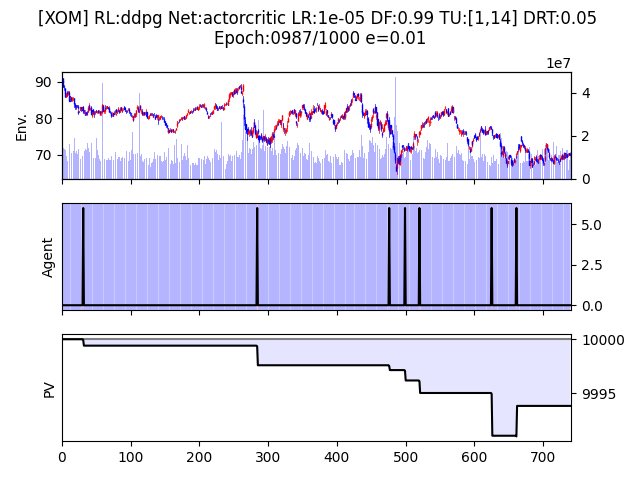 [XOM] RL:ddpg Net:actorcritic LR:1e-05 DF:0.99 TU:[1,14] DRT:0.05
Epoch:0987/1000 e=0.01
1e7
90
80
70
Env.
4
2
0
Agent
5.0
2.5
0.0
PV
10000
9995
0 100 200 300 400 500 600 700